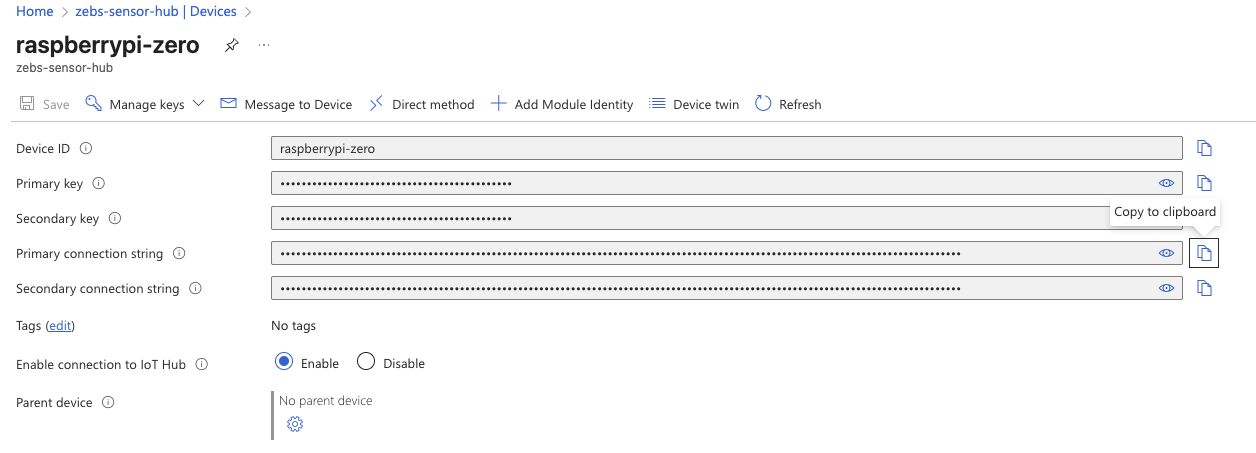 Home > zebs-sensor-hub | Devices >
raspberrypi-zero ...
zebs-sensor-hub
Save Manage keys Message to Device Direct method Add Module Identity Device twin Refresh
Device ID raspberrypi-zero
Primary key
Secondary key
Copy to clipboard
Primary connection string
Secondary connection string
Tags (edit) No tags
Enable connection to IoT Hub Enable Disable
Parent device No parent device